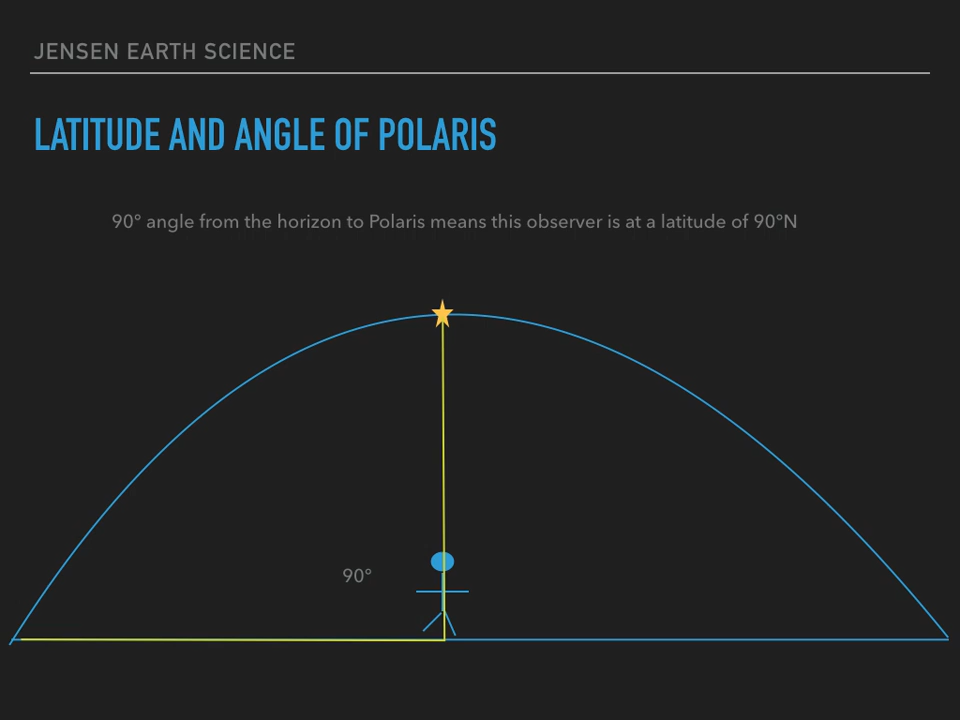 JENSEN EARTH SCIENCE
LATITUDE AND ANGLE OF POLARIS
90° angle from the horizon to Polaris means this observer is at a latitude of 90°N
90°